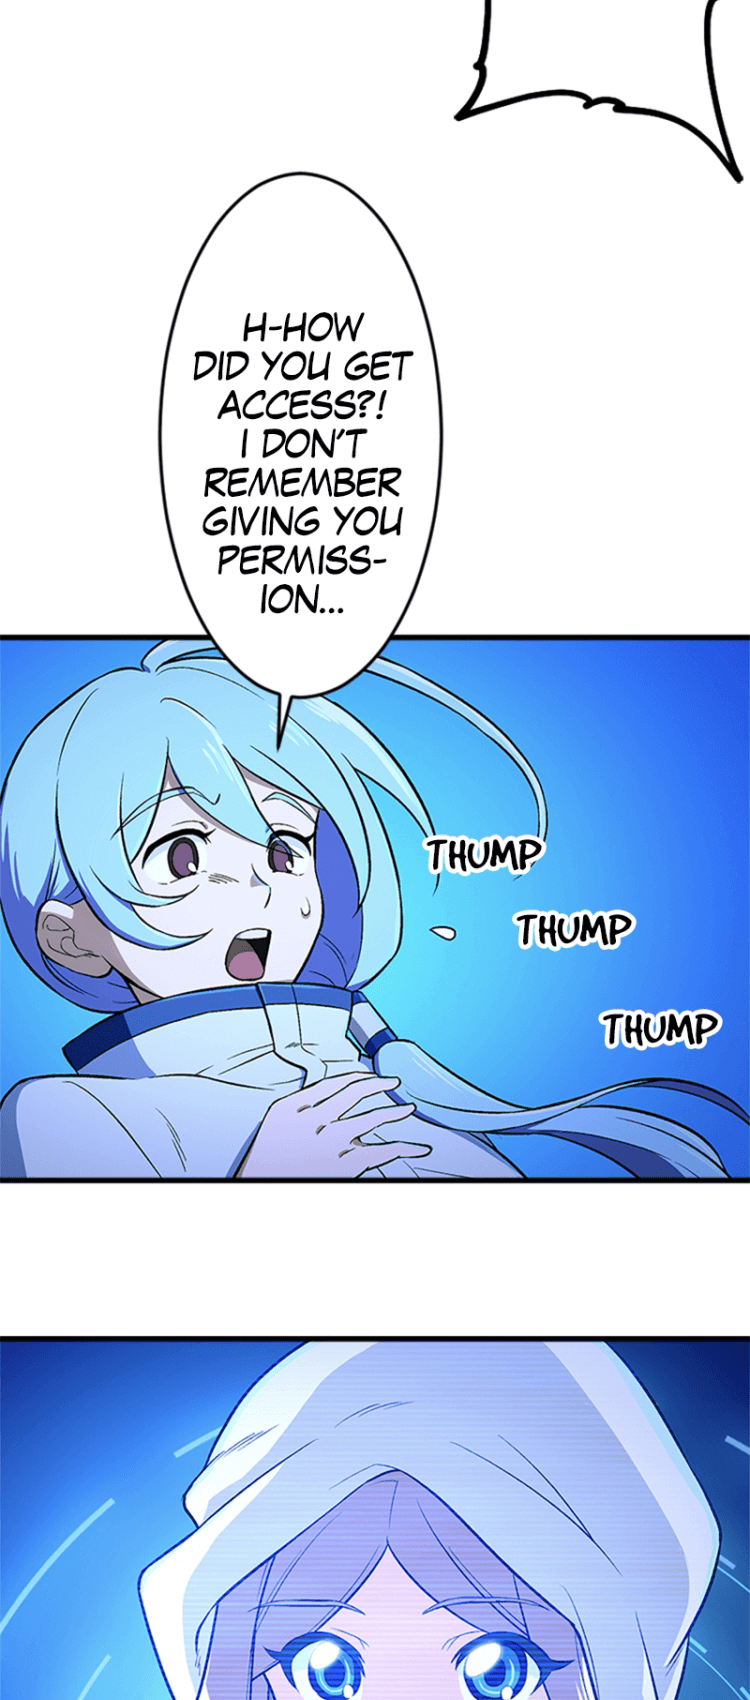 H-HOW
DID YOU GET
ACCESS?!
I DON'T
REMEMBER
GIVING YOU
PERMISS-
ION...
THUMP
THUMP
THUMP